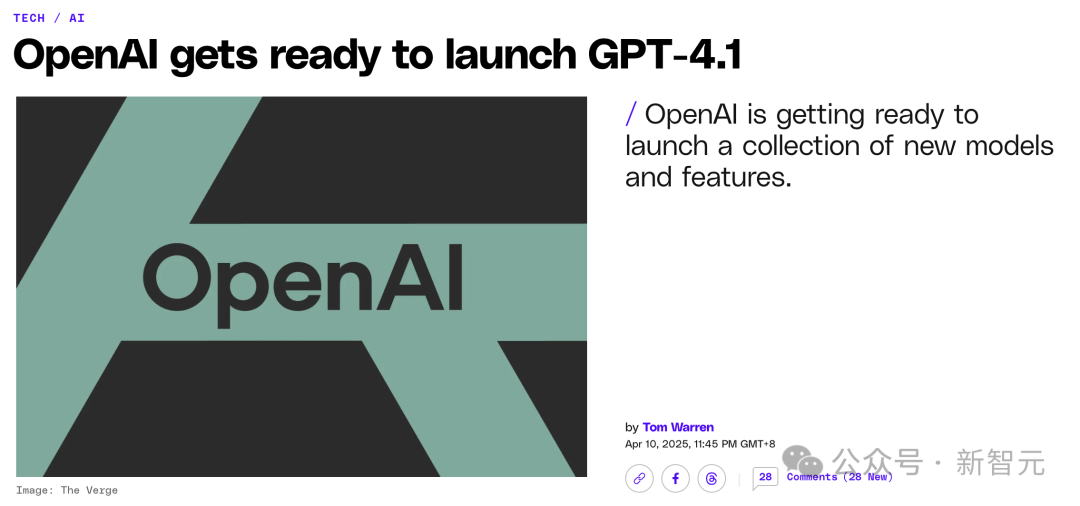 TECH / AI
OpenAI gets ready to launch GPT-4.1
OpenAI
/ OpenAI is getting ready to
launch a collection of new models
and features.
by Tom Warren
Apr 10, 2025, 11:45 PM GMT+8
28 Comments (28 New)
公众号 · 新智元
Image: The Verge